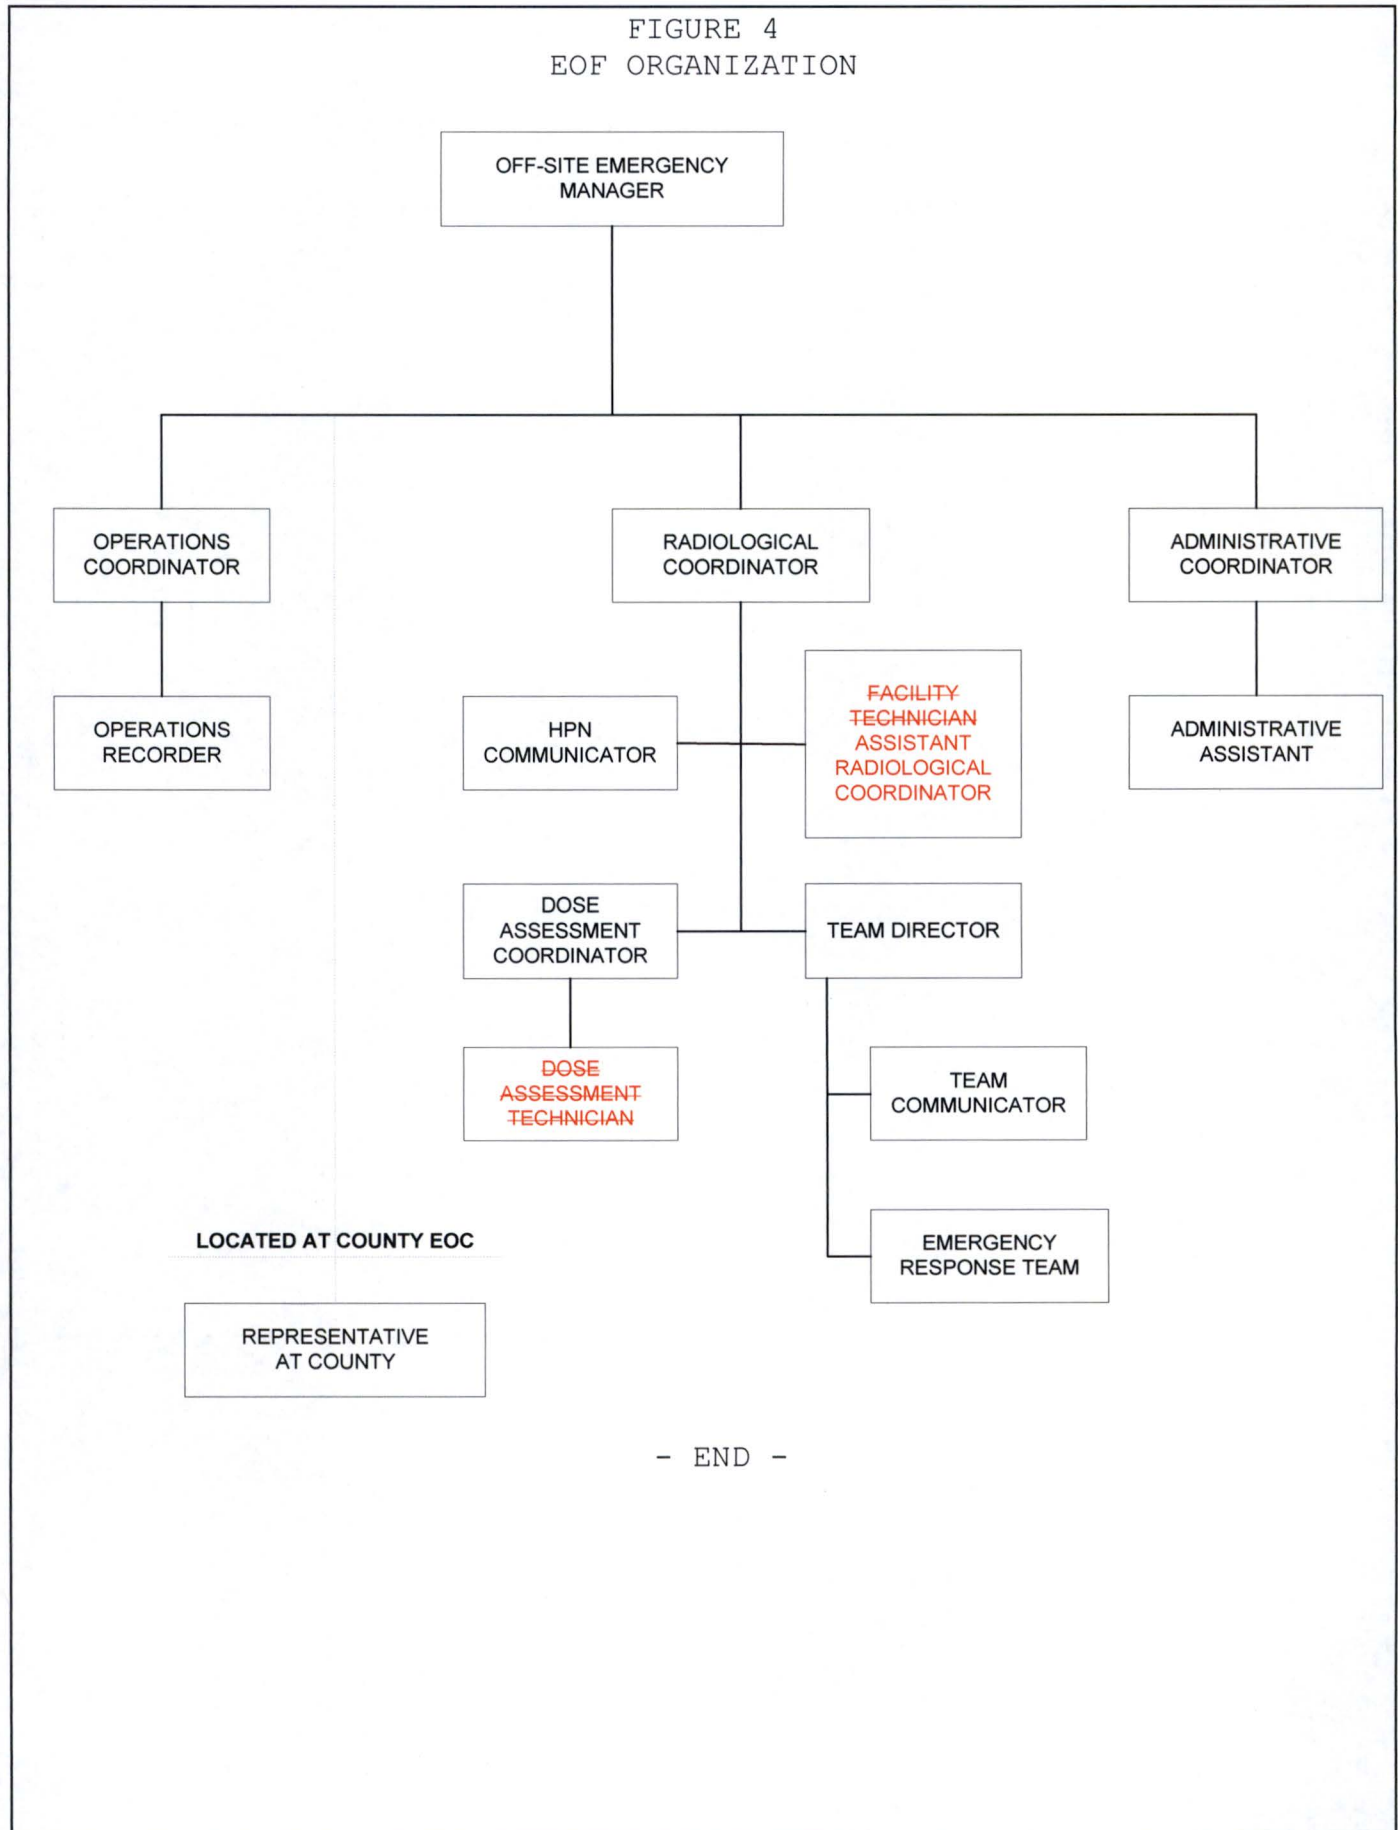 FIGURE 4
EOF ORGANIZATION
OFF-SITE EMERGENCY
MANAGER
OPERATIONS
COORDINATOR
RADIOLOGICAL
COORDINATOR
ADMINISTRATIVE
COORDINATOR
OPERATIONS
RECORDER
HPN
COMMUNICATOR
FACILITY
TECHNICIAN
ASSISTANT
RADIOLOGICAL
COORDINATOR
ADMINISTRATIVE
ASSISTANT
DOSE
ASSESSMENT
COORDINATOR
TEAM DIRECTOR
DOSE
ASSESSMENT
TECHNICIAN
TEAM
COMMUNICATOR
EMERGENCY
RESPONSE TEAM
LOCATED AT COUNTY EOC
REPRESENTATIVE
AT COUNTY
- END -